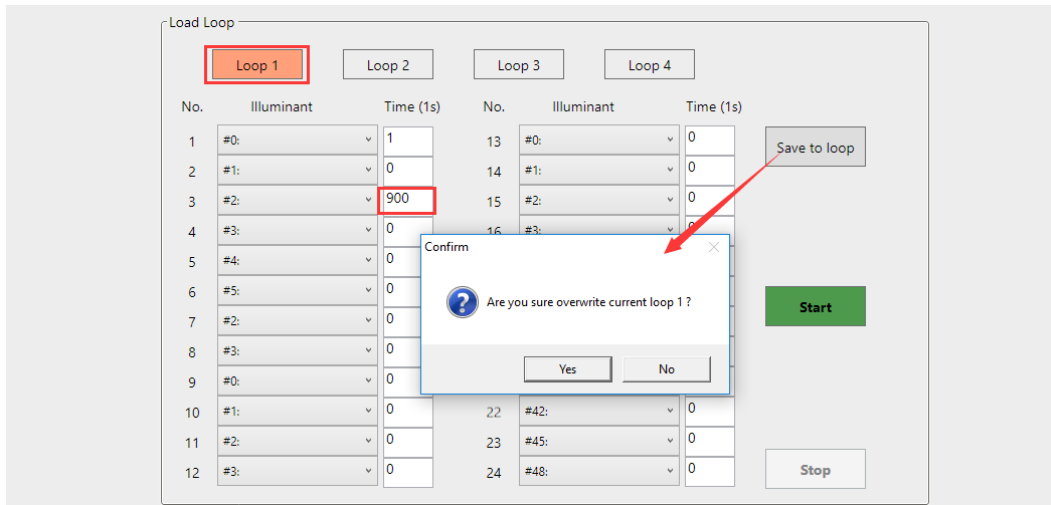 Load Loop
Loop 1 Loop 2 Loop 3 Loop 4
No. Illuminant Time (1s) No. Illuminant Time (1s)
1 #0: 1 13 #0: 0
Save to loop
2 #1: 0 14 #1: 0
3 #2: 900 15 #2: 0
4 #3: 0 16 #3:
Confirm
5 #4: 0
6 #5: 0
Are you sure overwrite current loop 1 ?
Start
7 #2: 0
8 #3: 0
Yes No
9 #0: 0
10 #1: 0 22 #42: 0
11 #2: 0 23 #45: 0
12 #3: 0 24 #48: 0
Stop